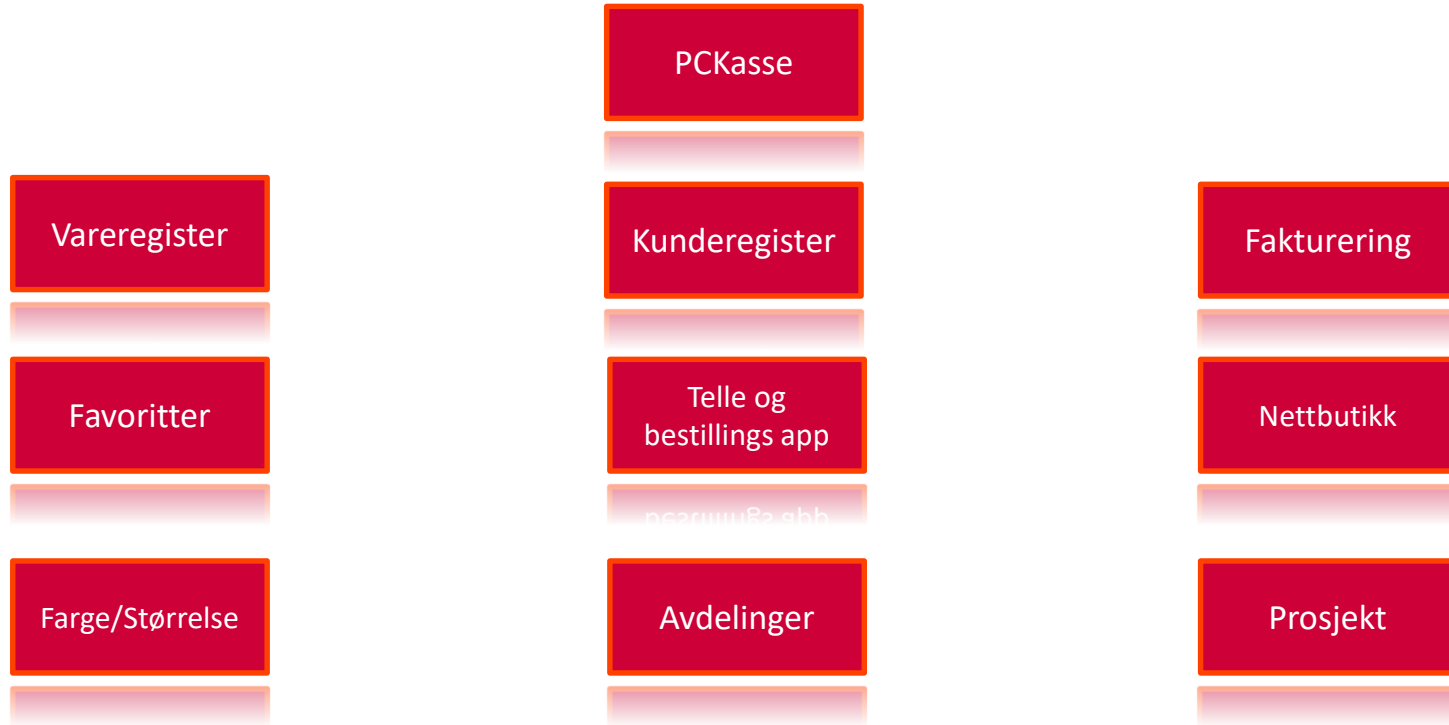 PCKasse
Vareregister
Kunderegister
Fakturering
Favoritter
Telle og
bestillings app
Nettbutikk
Farge/Størrelse
Avdelinger
Prosjekt